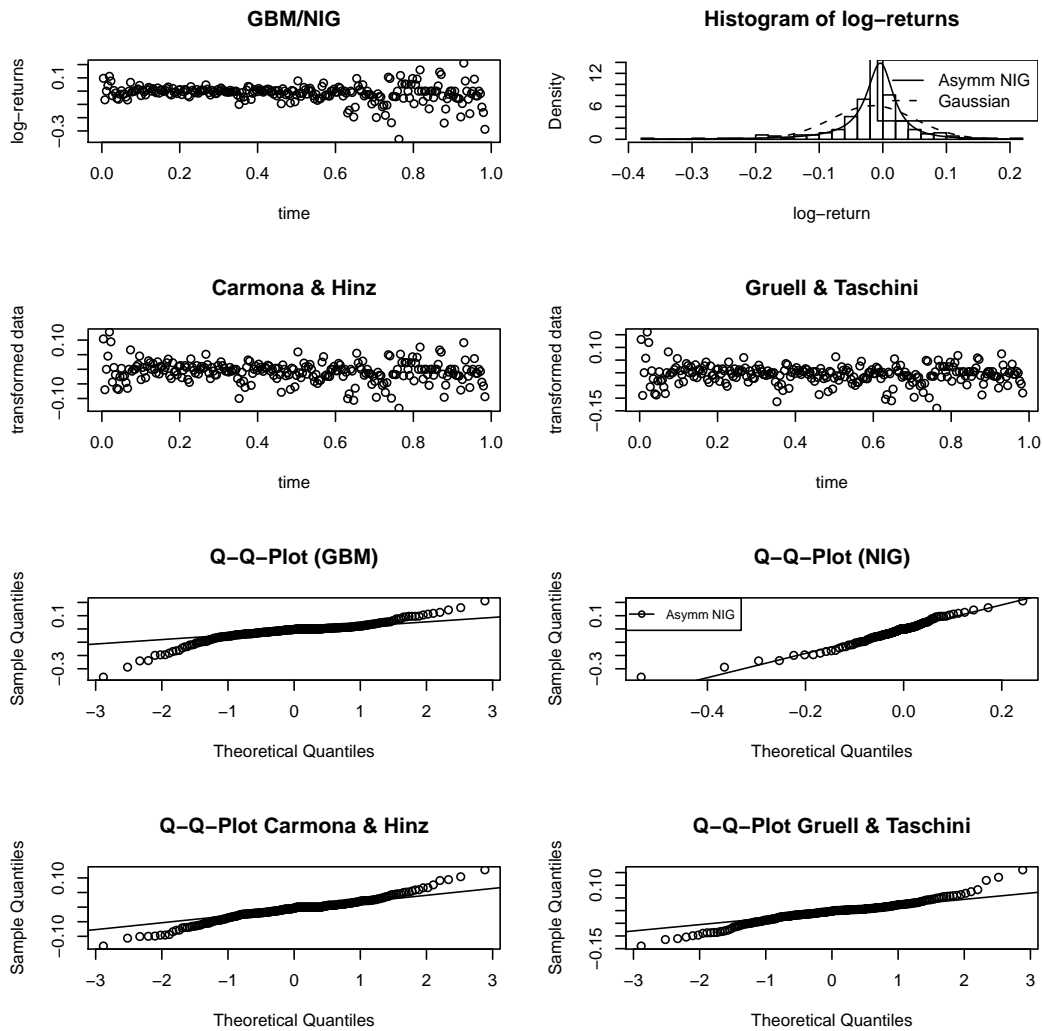 GBM/NIG
log−returns
0.1
−0.3
0.0 0.2 0.4 0.6 0.8 1.0
time
Histogram of log−returns
Density
12
6
0
Asymm NIG
Gaussian
−0.4 −0.3 −0.2 −0.1 0.0 0.1 0.2
log−return
Carmona & Hinz
transformed data
0.10
−0.10
0.0 0.2 0.4 0.6 0.8 1.0
time
Gruell & Taschini
transformed data
0.10
−0.15
0.0 0.2 0.4 0.6 0.8 1.0
time
Q−Q−Plot (GBM)
Sample Quantiles
0.1
−0.3
−3 −2 −1 0 1 2 3
Theoretical Quantiles
Q−Q−Plot (NIG)
Sample Quantiles
0.1
−0.3
Asymm NIG
−0.4 −0.2 0.0 0.2
Theoretical Quantiles
Q−Q−Plot Carmona & Hinz
Sample Quantiles
0.10
−0.10
−3 −2 −1 0 1 2 3
Theoretical Quantiles
Q−Q−Plot Gruell & Taschini
Sample Quantiles
0.10
−0.15
−3 −2 −1 0 1 2 3
Theoretical Quantiles